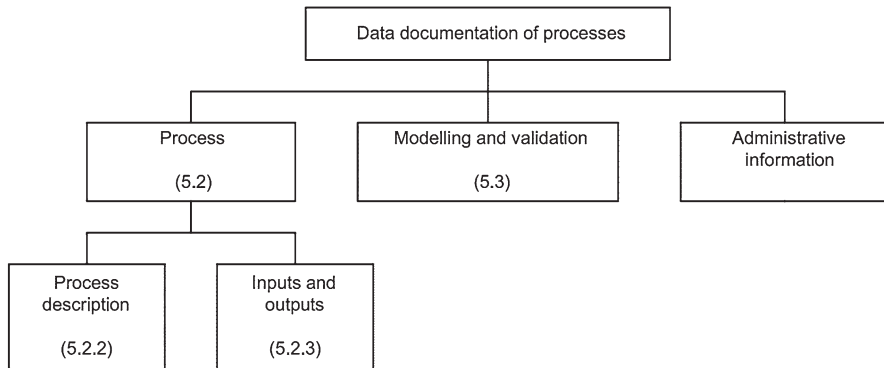 Data documentation of processes
Process
(5.2)
Modelling and validation
(5.3)
Administrative
information
Process
description
(5.2.2)
Inputs and
outputs
(5.2.3)